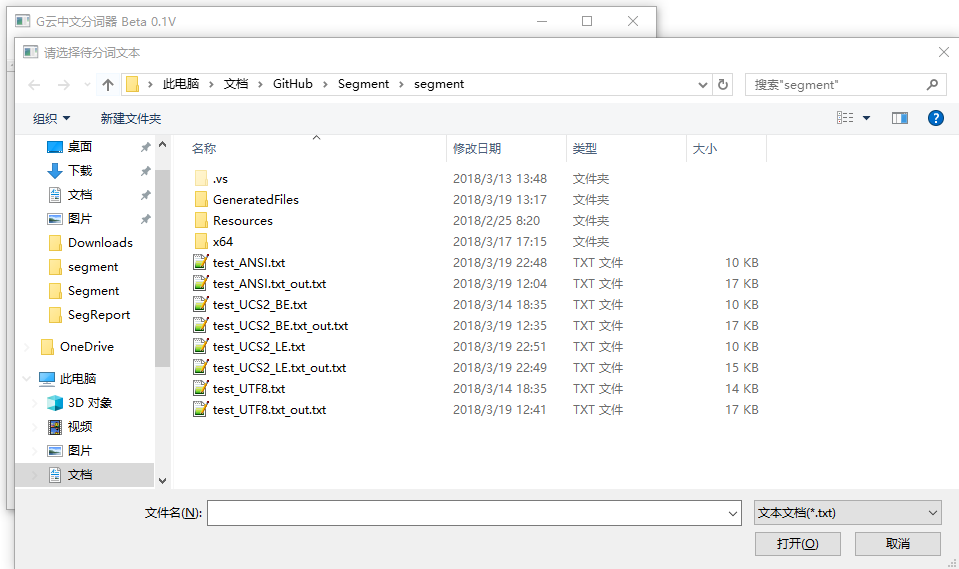 G云中文分词器 Beta 0.1V
请选择待分词文本
此电脑 文档 GitHub Segment segment
搜索"segment"
组织 新建文件夹
名称 修改日期 类型 大小
桌面
下载
文档
图片
Downloads
segment
Segment
SegReport
OneDrive
此电脑
3D 对象
视频
图片
文档
.vs 2018/3/13 13:48 文件夹
GeneratedFiles 2018/3/19 13:17 文件夹
Resources 2018/2/25 8:20 文件夹
x64 2018/3/17 17:15 文件夹
test_ANSI.txt 2018/3/19 22:48 TXT 文件 10 KB
test_ANSI.txt_out.txt 2018/3/19 12:04 TXT 文件 17 KB
test_UCS2_BE.txt 2018/3/14 18:35 TXT 文件 10 KB
test_UCS2_BE.txt_out.txt 2018/3/19 12:35 TXT 文件 17 KB
test_UCS2_LE.txt 2018/3/19 22:51 TXT 文件 10 KB
test_UCS2_LE.txt_out.txt 2018/3/19 22:49 TXT 文件 15 KB
test_UTF8.txt 2018/3/14 18:35 TXT 文件 14 KB
test_UTF8.txt_out.txt 2018/3/19 12:41 TXT 文件 17 KB
文件名(N): 文本文档(*.txt)
打开(O) 取消